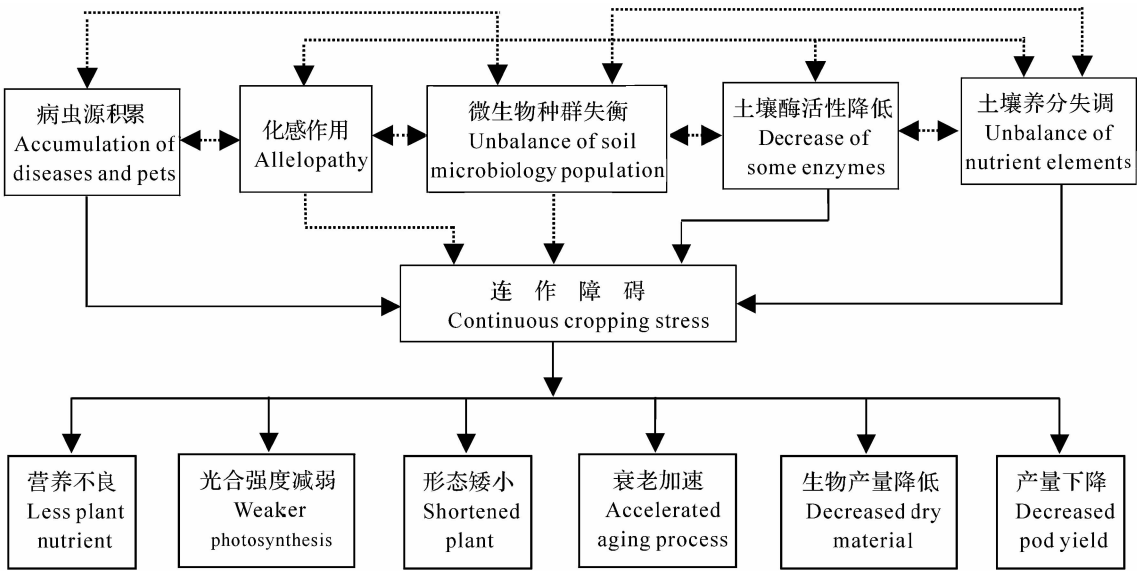 病虫源积累
Accumulation of
diseases and pets
化感作用
Allelopathy
微生物种群失衡
Unbalance of soil
microbiology population
土壤酶活性降低
Decrease of
some enzymes
土壤养分失调
Unbalance of
nutrient elements
连 作 障 碍
Continuous cropping stress
营养不良
Less plant
nutrient
光合强度减弱
Weaker
photosynthesis
形态矮小
Shortened
plant
衰老加速
Accelerated
aging process
生物产量降低
Decreased dry
material
产量下降
Decreased
pod yield